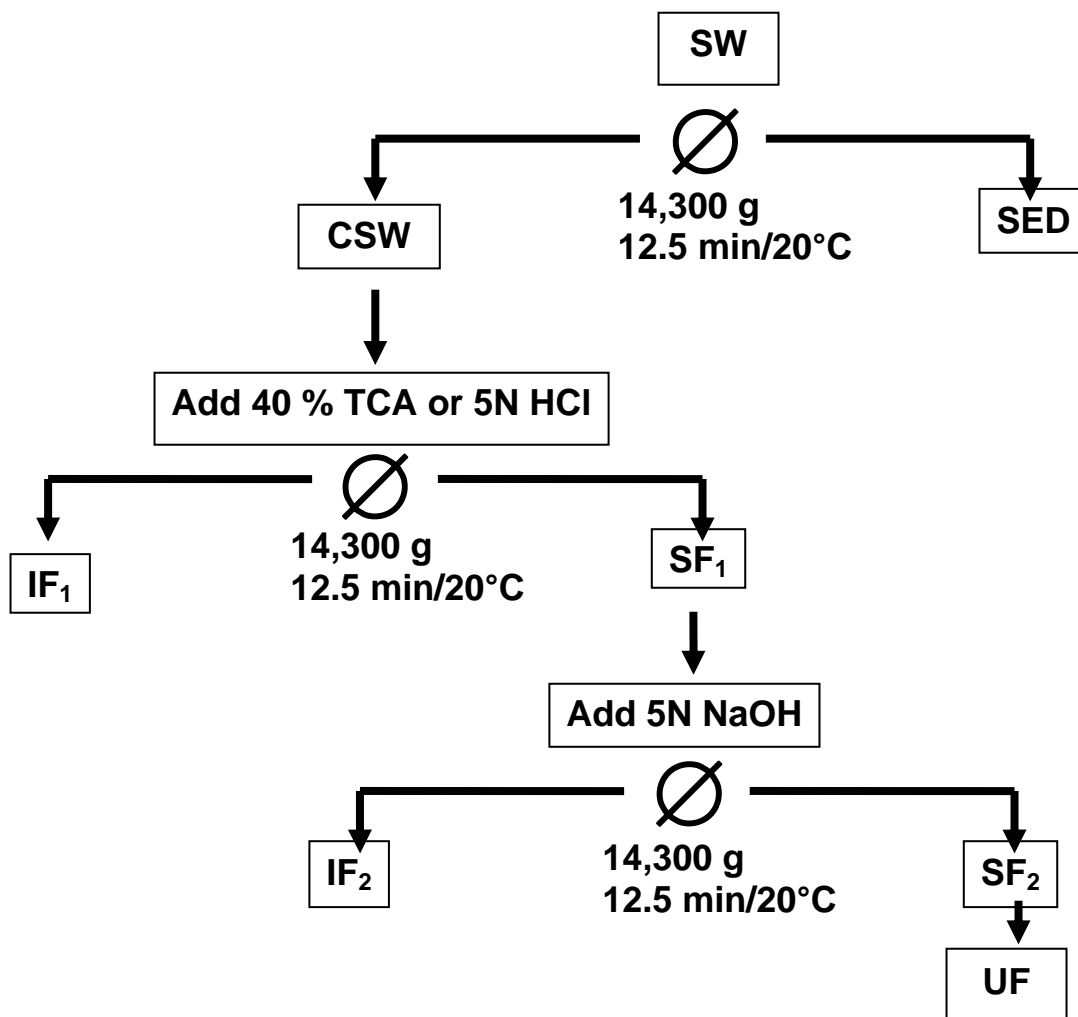 SW
14,300 g
12.5 min/20°C
CSW
SED
Add 40 % TCA or 5N HCl
14,300 g
12.5 min/20°C
IF₁
SF₁
Add 5N NaOH
14,300 g
12.5 min/20°C
IF₂
SF₂
UF